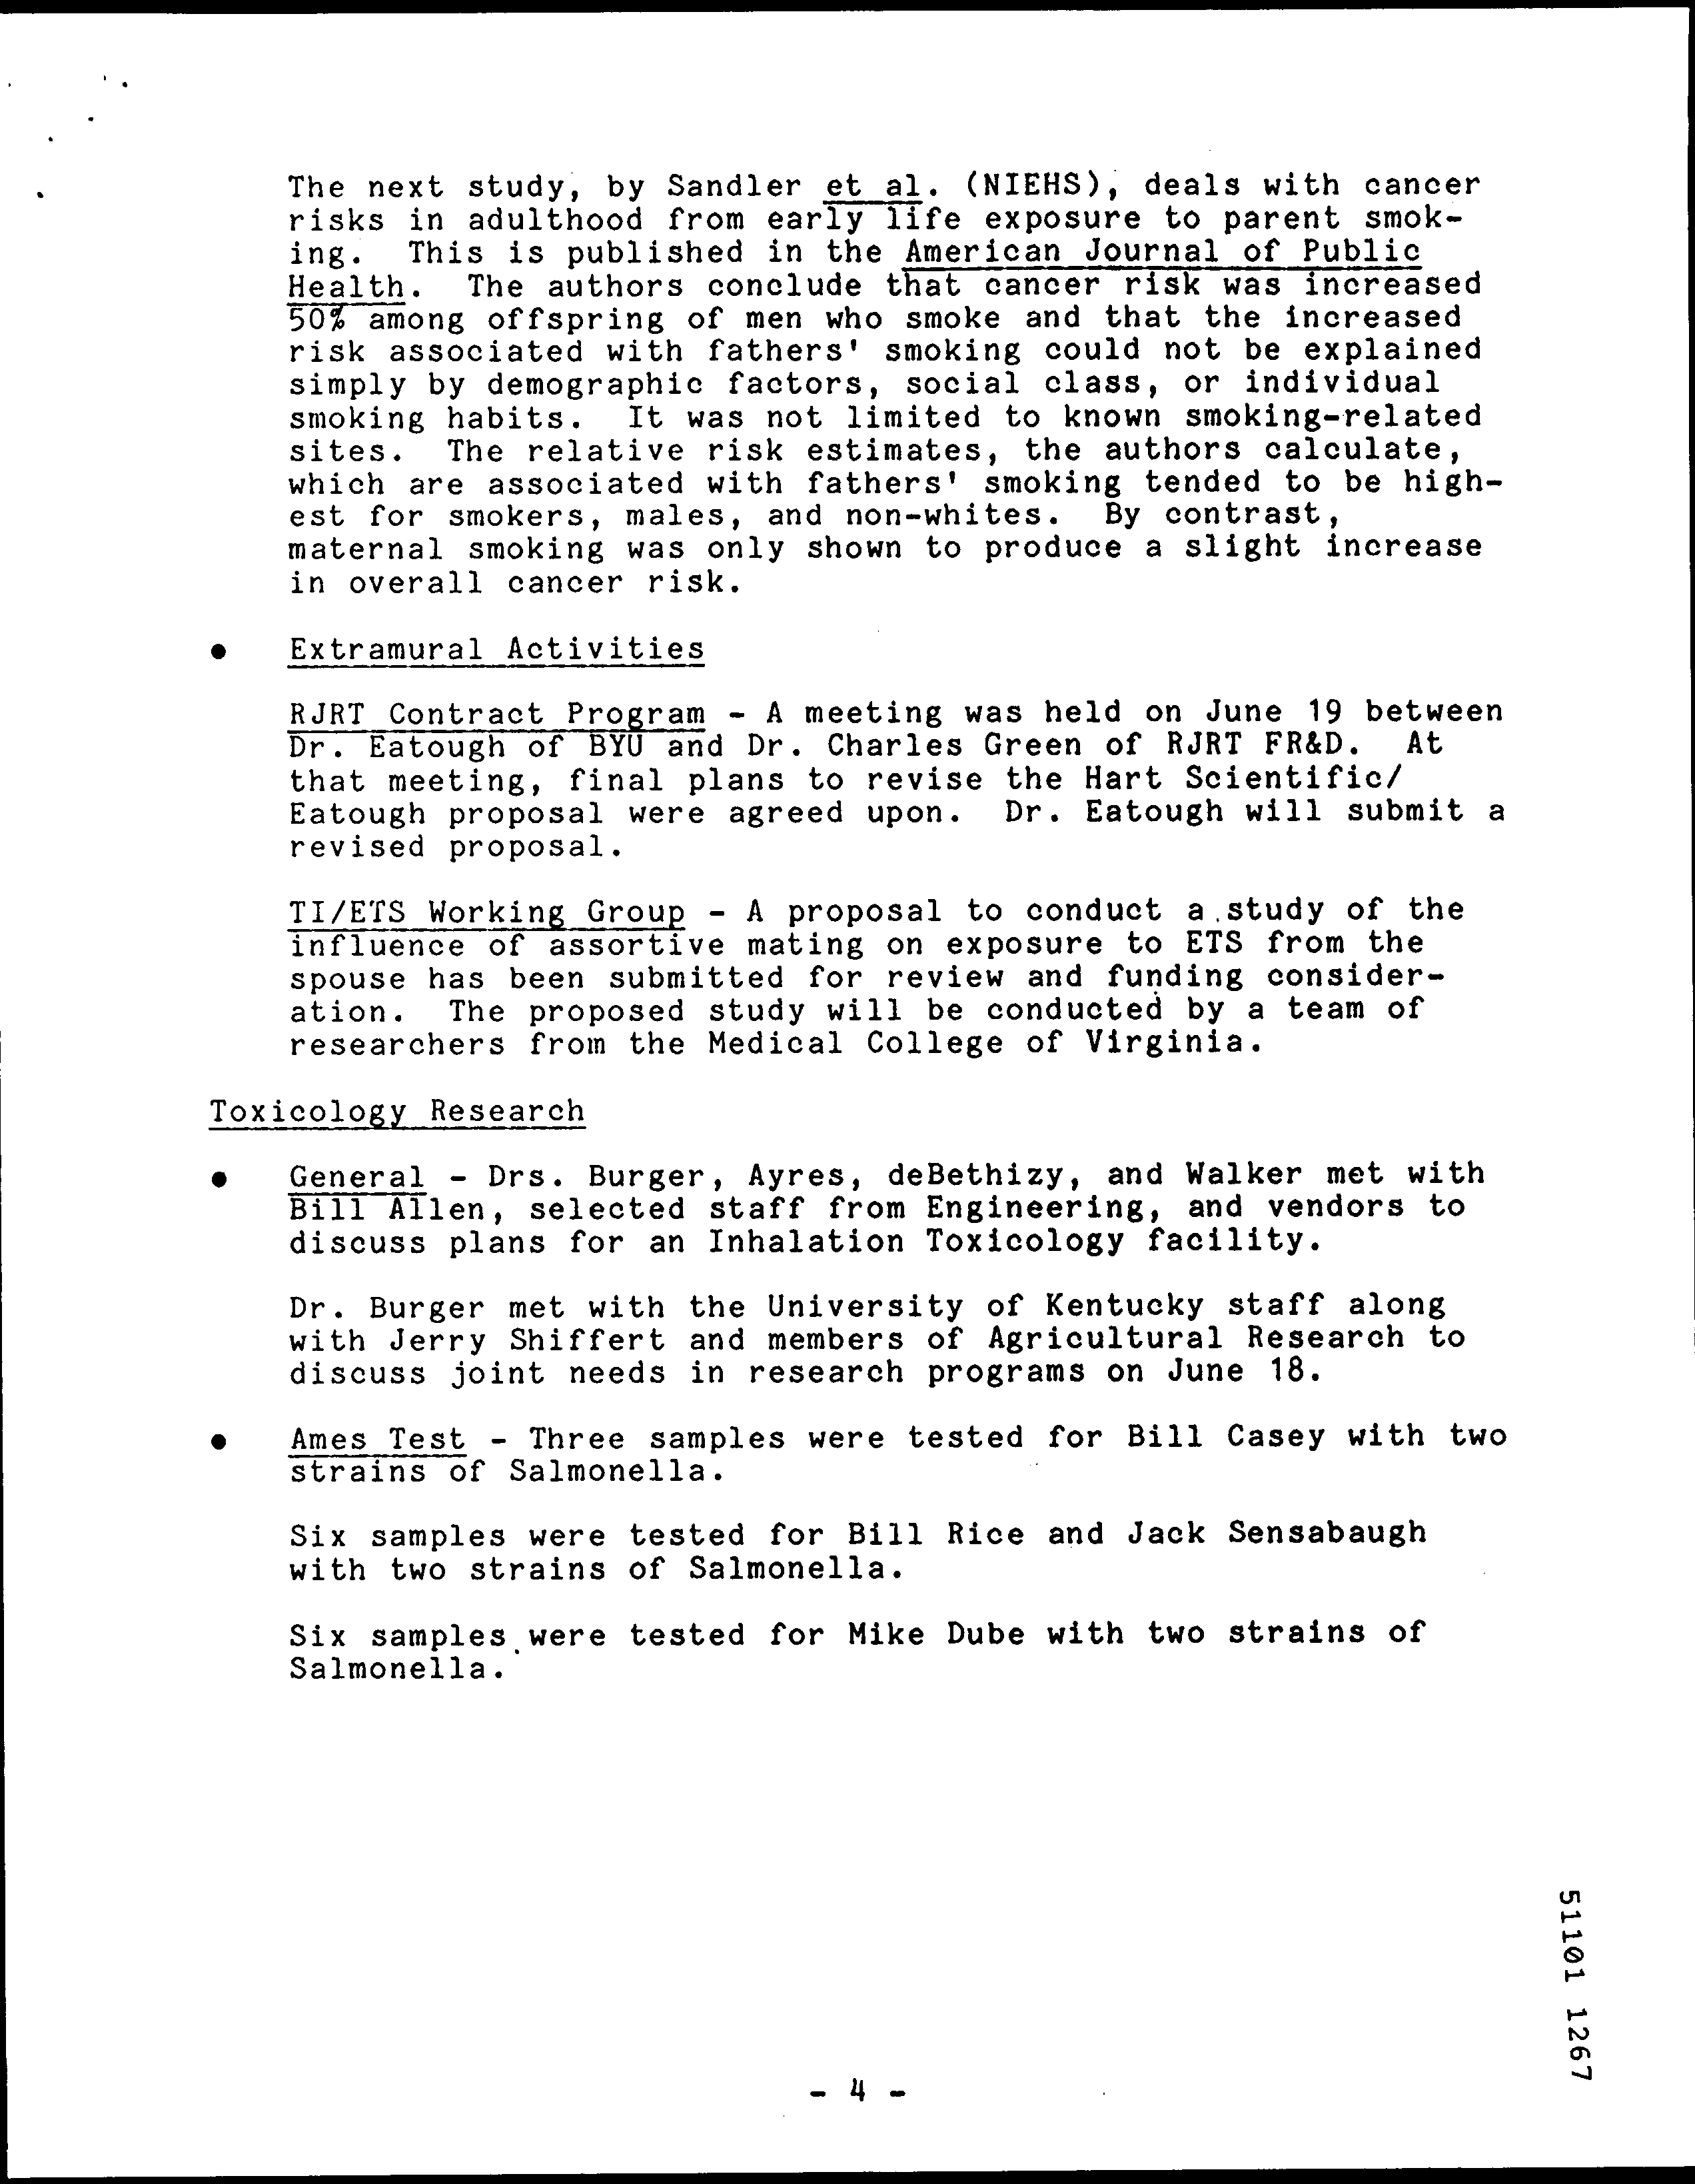 The next study, by Sandler et al. (NIEHS), deals with cancer
risks in adulthood from early life exposure to parent smok-
ing. This is published in the American Journal of Public
Health. The authors conclude that cancer risk was increased
50% among offspring of men who smoke and that the increased
risk associated with fathers' smoking could not be explained
simply by demographic factors, social class, or individual
smoking habits. It was not limited to known smoking-related
sites. The relative risk estimates, the authors calculate,
which are associated with fathers' smoking tended to be high-
est for smokers, males, and non-whites. By contrast,
maternal smoking was only shown to produce a slight increase
in overall cancer risk.
● Extramural Activities
RJRT Contract Program - A meeting was held on June 19 between
Dr. Eatough of BYU and Dr. Charles Green of RJRT FR&D. At
that meeting, final plans to revise the Hart Scientific/
Eatough proposal were agreed upon. Dr. Eatough will submit a
revised proposal.
TI/ETS Working Group - A proposal to conduct a study of the
influence of assortive mating on exposure to ETS from the
spouse has been submitted for review and funding consider-
ation. The proposed study will be conducted by a team of
researchers from the Medical College of Virginia.
Toxicology Research
● General - Drs. Burger, Ayres, deBethizy, and Walker met with
Bill Allen, selected staff from Engineering, and vendors to
discuss plans for an Inhalation Toxicology facility.
Dr. Burger met with the University of Kentucky staff along
with Jerry Shiffert and members of Agricultural Research to
discuss joint needs in research programs on June 18.
● Ames Test - Three samples were tested for Bill Casey with two
strains of Salmonella.
Six samples were tested for Bill Rice and Jack Sensabaugh
with two strains of Salmonella.
Six samples were tested for Mike Dube with two strains of
Salmonella.
51101 1267
- 4 -